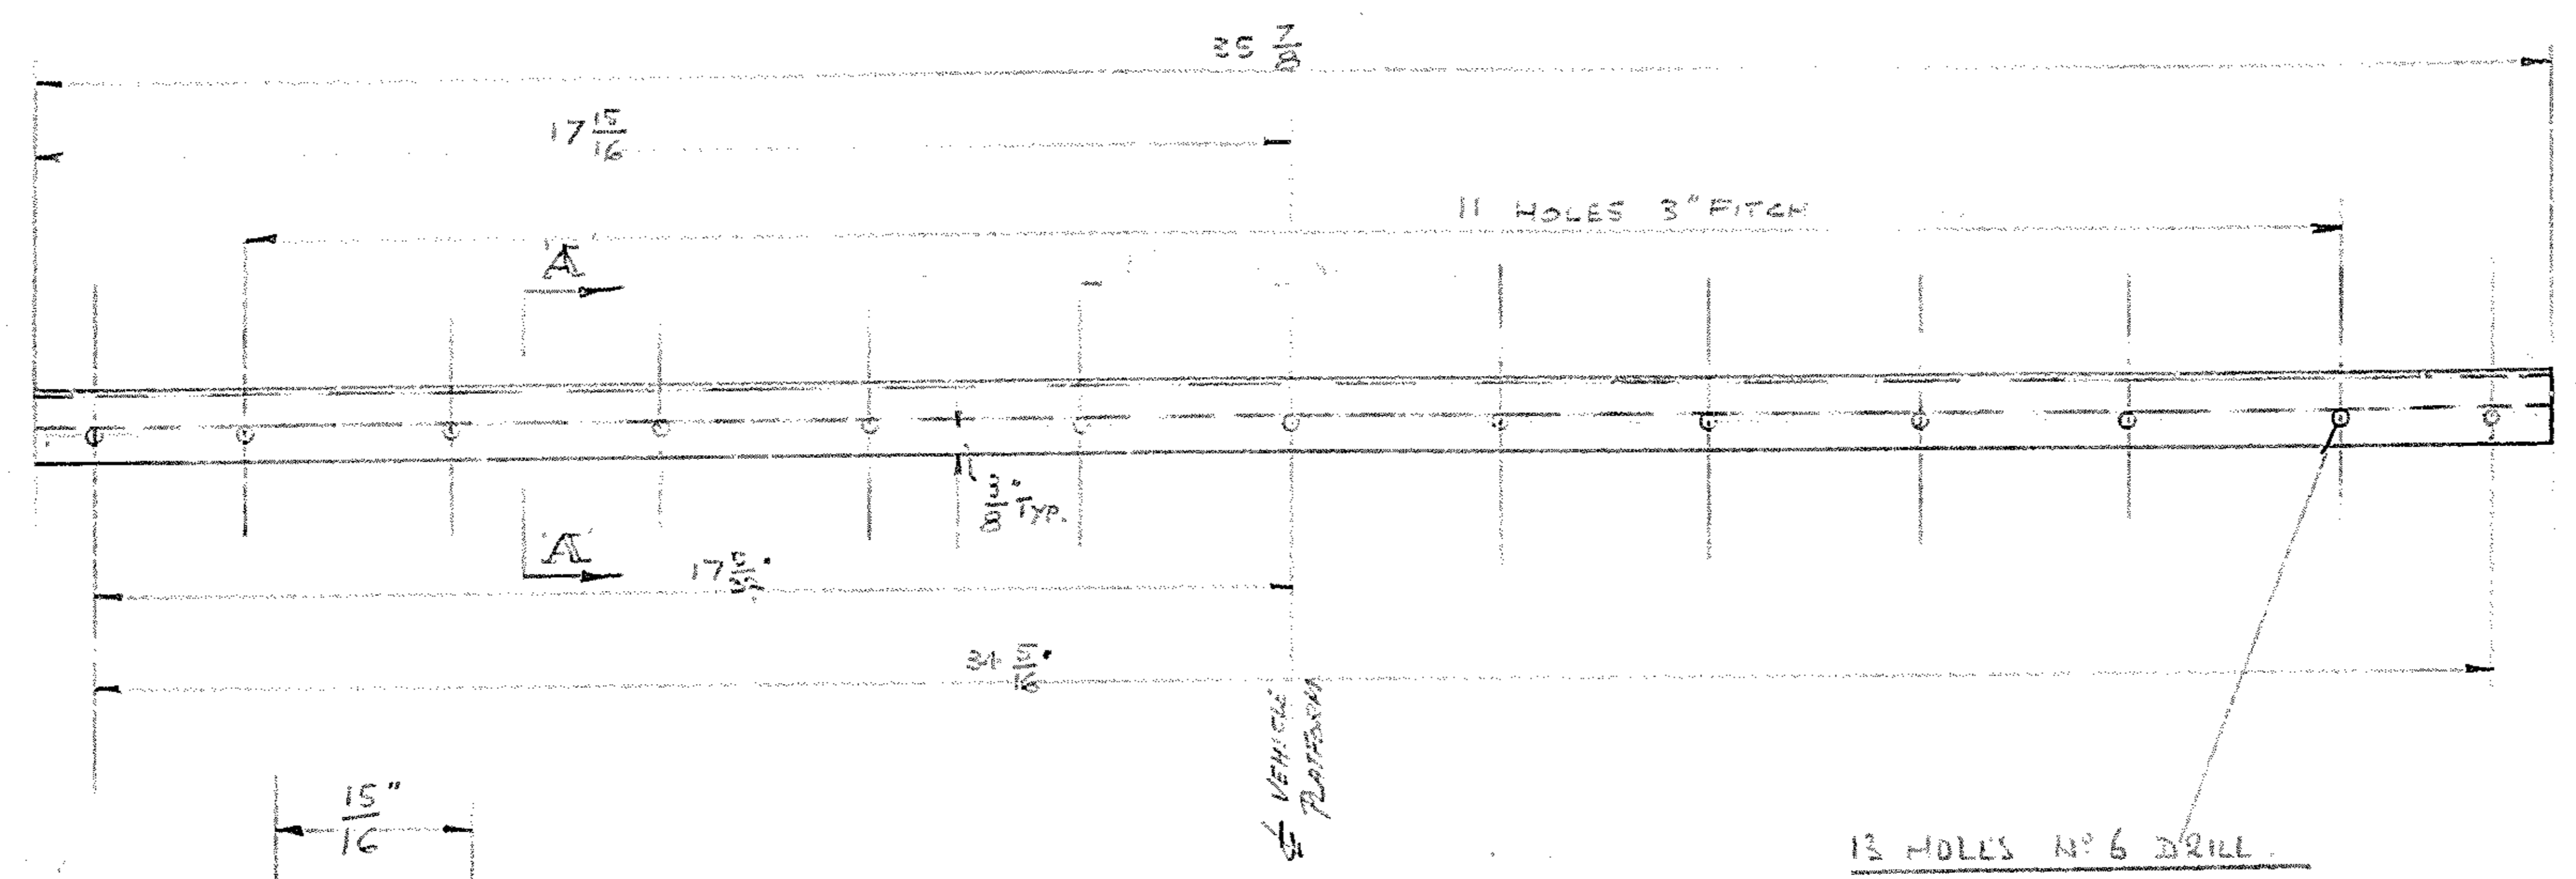 35 7/8
17 15/16
11 HOLES 3" PITCH
A
3/8" TYP.
A
17 5/32"
34 5/16"
℄ VEHICLE
PLATFORM
15/16"
13 HOLES Nº 6 DRILL.